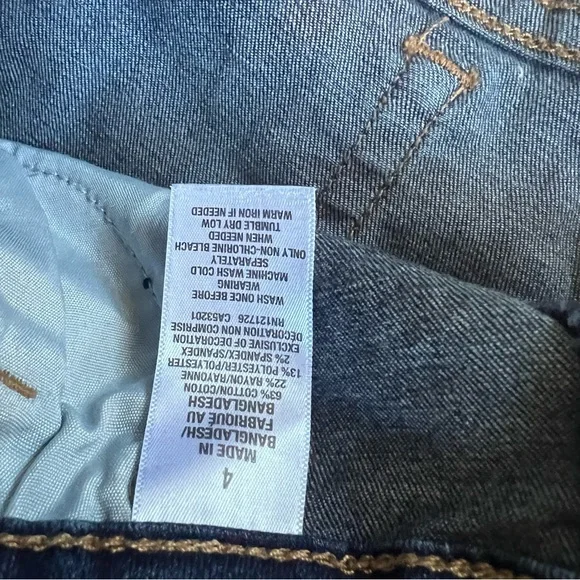 4
MADE IN
BANGLADESH/
FABRIQUÉ AU
BANGLADESH
63% COTTON/COTON
22% RAYON/RAYONNE
13% POLYESTER/POLYESTER
2% SPANDEX/SPANDEX
EXCLUSIVE OF DECORATION
DECORATION NON COMPRISE
RN121726 CA53201
WASH ONCE BEFORE
WEARING
MACHINE WASH COLD
SEPARATELY
ONLY NON-CHLORINE BLEACH
WHEN NEEDED
TUMBLE DRY LOW
WARM IRON IF NEEDED